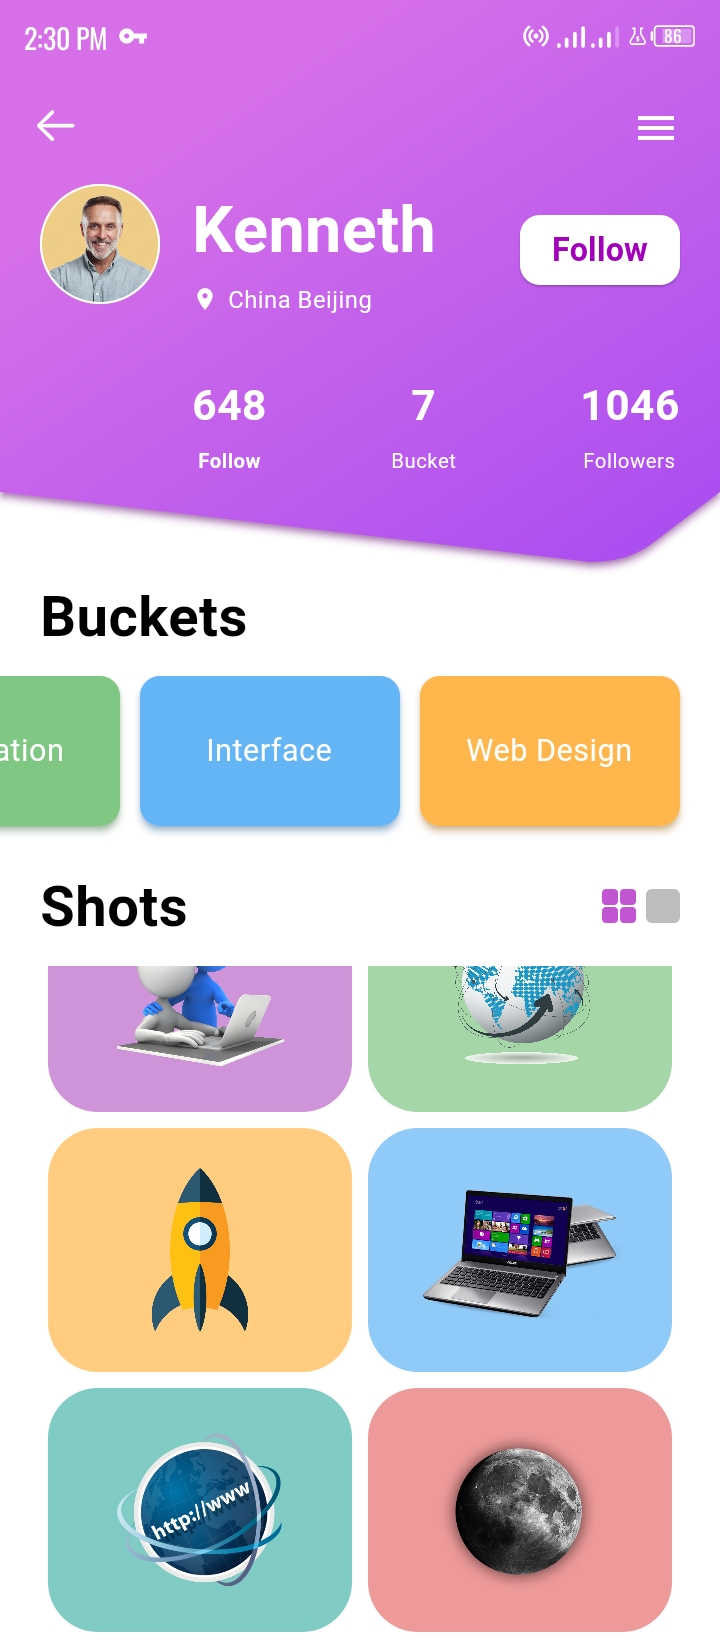 2:30 PM
86
Kenneth
Follow
China Beijing
648 7 1046
Follow Bucket Followers
Buckets
ation Interface Web Design
Shots
http://www